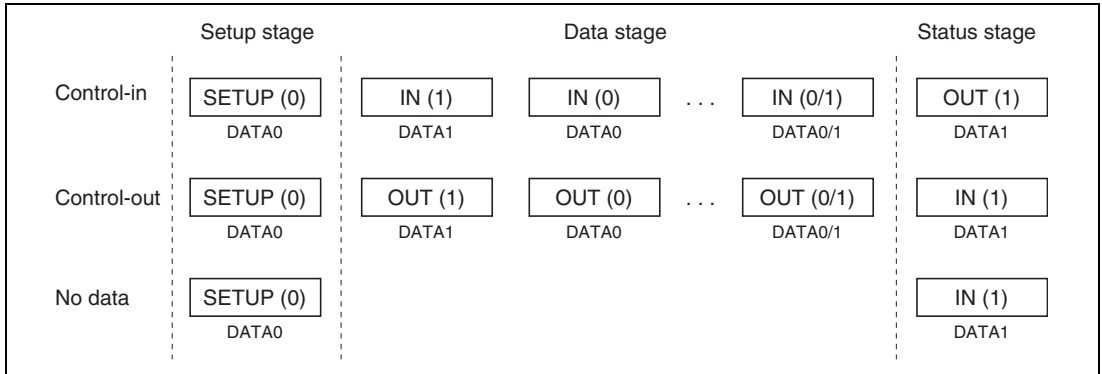 Setup stage Data stage Status stage
Control-in SETUP (0) IN (1) IN (0) . . . IN (0/1) OUT (1)
DATA0 DATA1 DATA0 DATA0/1 DATA1
Control-out SETUP (0) OUT (1) OUT (0) . . . OUT (0/1) IN (1)
DATA0 DATA1 DATA0 DATA0/1 DATA1
No data SETUP (0) IN (1)
DATA0 DATA1